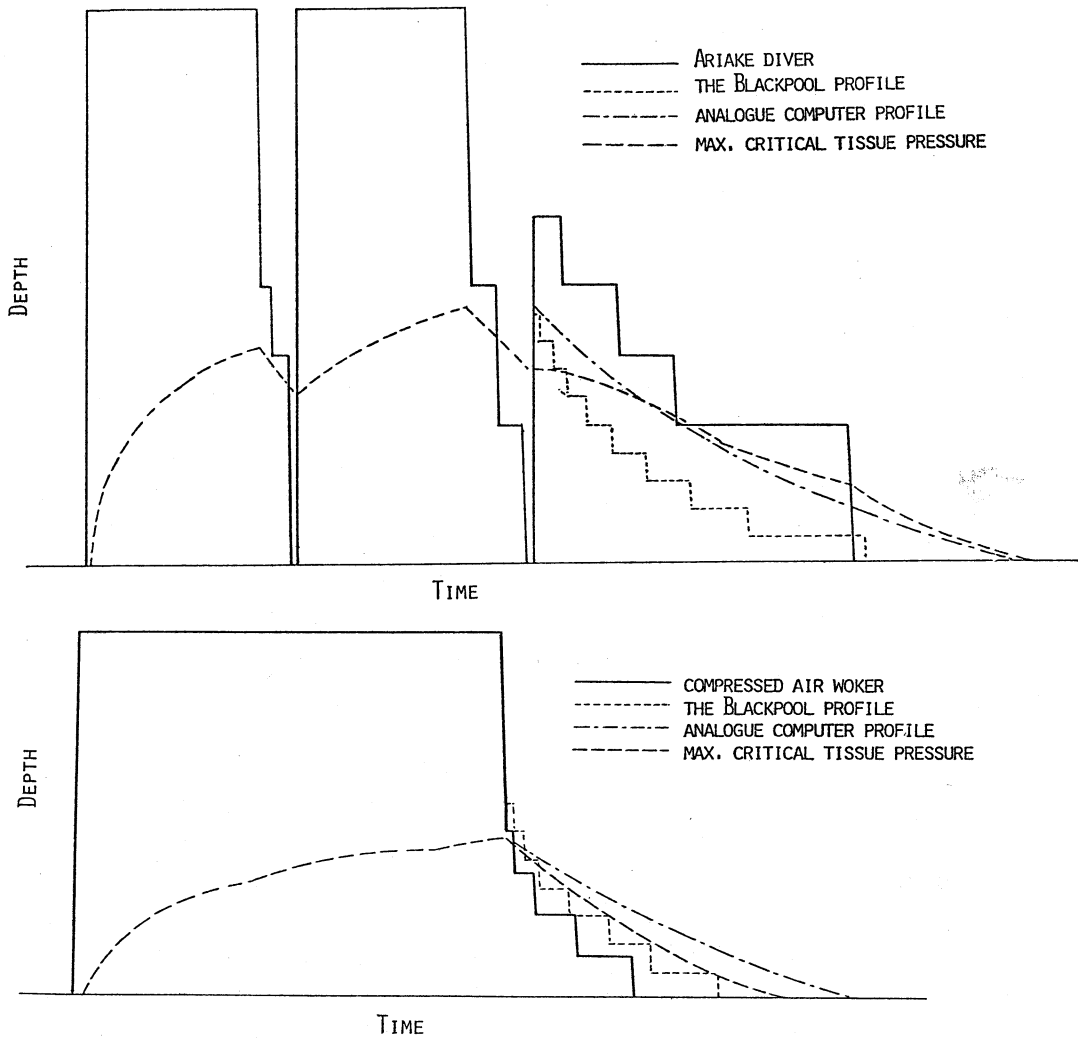 ARIAKE DIVER
THE BLACKPOOL PROFILE
ANALOGUE COMPUTER PROFILE
MAX. CRITICAL TISSUE PRESSURE
DEPTH
TIME
COMPRESSED AIR WOKER
THE BLACKPOOL PROFILE
ANALOGUE COMPUTER PROFILE
MAX. CRITICAL TISSUE PRESSURE
DEPTH
TIME